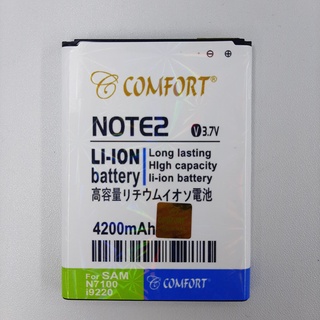 COMFORT®
NOTE2 V 3.7V
LI-ION battery
Long lasting
HIgh capacity
li-ion battery
高容量リチウムイオン電池
4200mAh
For SAM
N7100
i9220
COMFORT®